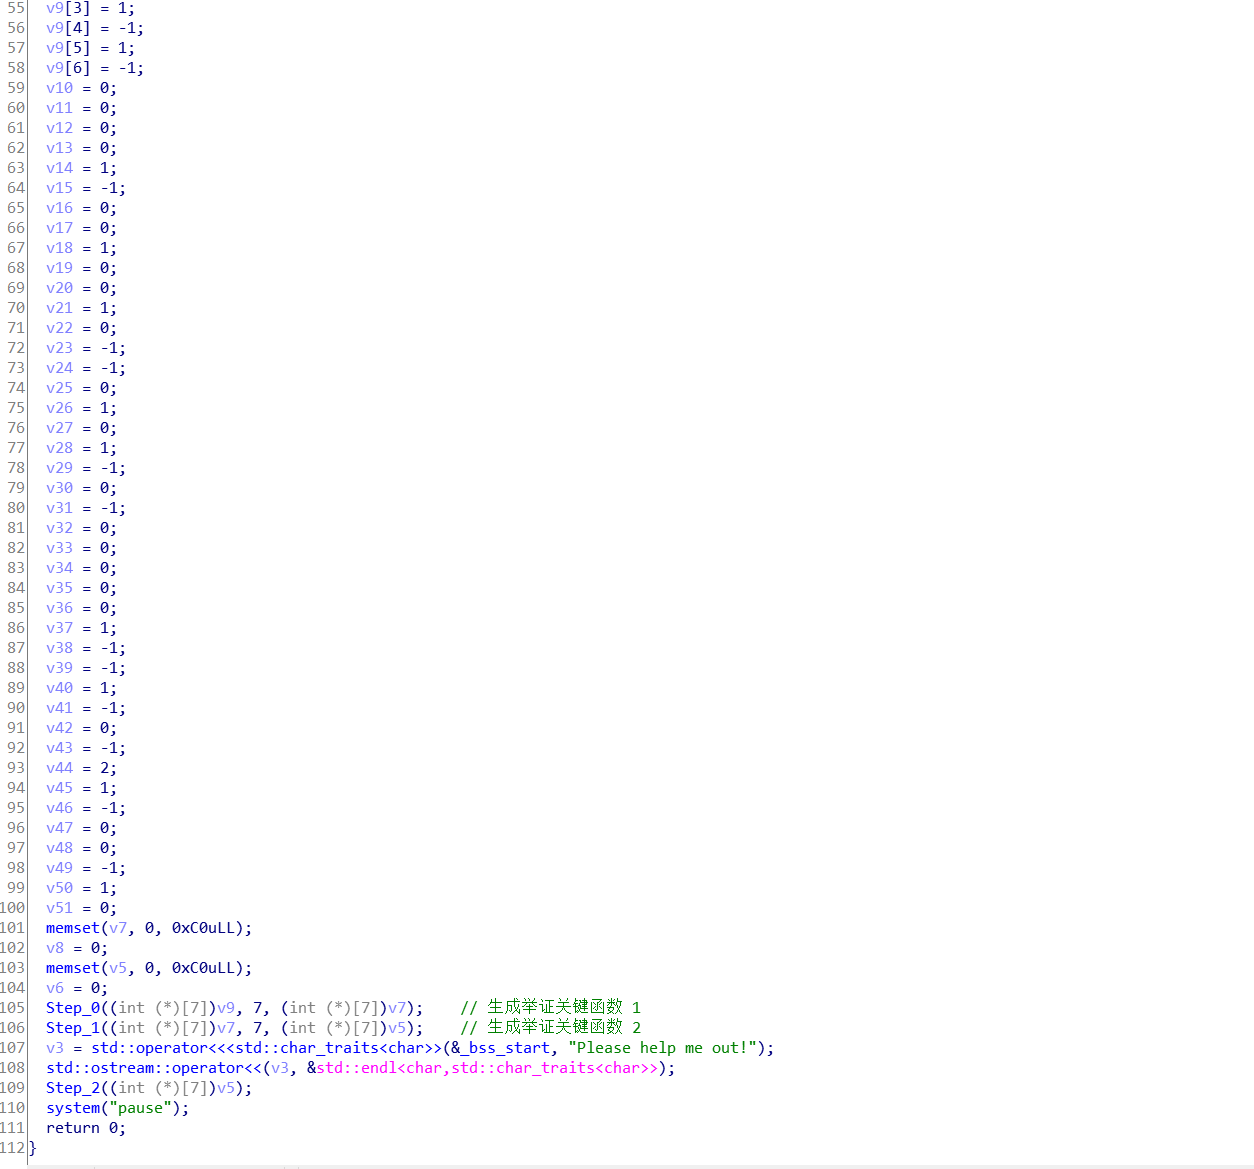 55 v9[3] = 1;
56 v9[4] = -1;
57 v9[5] = 1;
58 v9[6] = -1;
59 v10 = 0;
60 v11 = 0;
61 v12 = 0;
62 v13 = 0;
63 v14 = 1;
64 v15 = -1;
65 v16 = 0;
66 v17 = 0;
67 v18 = 1;
68 v19 = 0;
69 v20 = 0;
70 v21 = 1;
71 v22 = 0;
72 v23 = -1;
73 v24 = -1;
74 v25 = 0;
75 v26 = 1;
76 v27 = 0;
77 v28 = 1;
78 v29 = -1;
79 v30 = 0;
80 v31 = -1;
81 v32 = 0;
82 v33 = 0;
83 v34 = 0;
84 v35 = 0;
85 v36 = 0;
86 v37 = 1;
87 v38 = -1;
88 v39 = -1;
89 v40 = 1;
90 v41 = -1;
91 v42 = 0;
92 v43 = -1;
93 v44 = 2;
94 v45 = 1;
95 v46 = -1;
96 v47 = 0;
97 v48 = 0;
98 v49 = -1;
99 v50 = 1;
100 v51 = 0;
101 memset(v7, 0, 0xC0uLL);
102 v8 = 0;
103 memset(v5, 0, 0xC0uLL);
104 v6 = 0;
105 Step_0((int (*)[7])v9, 7, (int (*)[7])v7); // 生成举证关键函数 1
106 Step_1((int (*)[7])v7, 7, (int (*)[7])v5); // 生成举证关键函数 2
107 v3 = std::operator<<<std::char_traits<char>>(&_bss_start, "Please help me out!");
108 std::ostream::operator<<(v3, &std::endl<char,std::char_traits<char>>);
109 Step_2((int (*)[7])v5);
110 system("pause");
111 return 0;
112 }